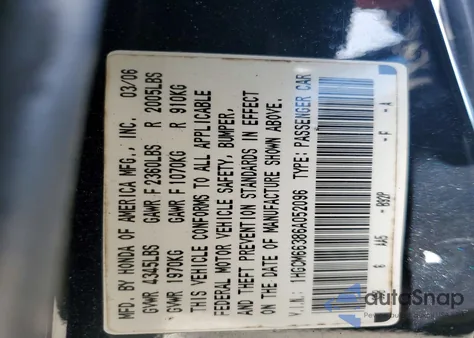 MFD. BY HONDA OF AMERICA MFG., INC. 03/06
GVWR 4345LBS GAWR F 2360LBS R 2005LBS
GVWR 1970KG GAWR F 1070KG R 910KG
THIS VEHICLE CONFORMS TO ALL APPLICABLE
FEDERAL MOTOR VEHICLE SAFETY, BUMPER,
AND THEFT PREVENTION STANDARDS IN EFFECT
ON THE DATE OF MANUFACTURE SHOWN ABOVE.
V.I.N.: 1HGCM66386A052096 TYPE: PASSENGER CAR
6 AA5 F A
autoSnap